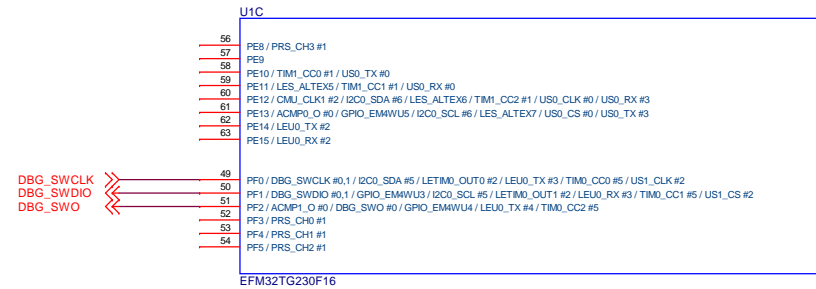 U1C
56 PE8 / PRS_CH3 #1
57 PE9
58 PE10 / TIM1_CC0 #1 / US0_TX #0
59 PE11 / LES_ALTEX5 / TIM1_CC1 #1 / US0_RX #0
60 PE12 / CMU_CLK1 #2 / I2C0_SDA #6 / LES_ALTEX6 / TIM1_CC2 #1 / US0_CLK #0 / US0_RX #3
61 PE13 / ACMP0_O #0 / GPIO_EM4WU5 / I2C0_SCL #6 / LES_ALTEX7 / US0_CS #0 / US0_TX #3
62 PE14 / LEU0_TX #2
63 PE15 / LEU0_RX #2
DBG_SWCLK 49 PF0 / DBG_SWCLK #0,1 / I2C0_SDA #5 / LETIM0_OUT0 #2 / LEU0_TX #3 / TIM0_CC0 #5 / US1_CLK #2
DBG_SWDIO 50 PF1 / DBG_SWDIO #0,1 / GPIO_EM4WU3 / I2C0_SCL #5 / LETIM0_OUT1 #2 / LEU0_RX #3 / TIM0_CC1 #5 / US1_CS #2
DBG_SWO 51 PF2 / ACMP1_O #0 / DBG_SWO #0 / GPIO_EM4WU4 / LEU0_TX #4 / TIM0_CC2 #5
52 PF3 / PRS_CH0 #1
53 PF4 / PRS_CH1 #1
54 PF5 / PRS_CH2 #1
EFM32TG230F16